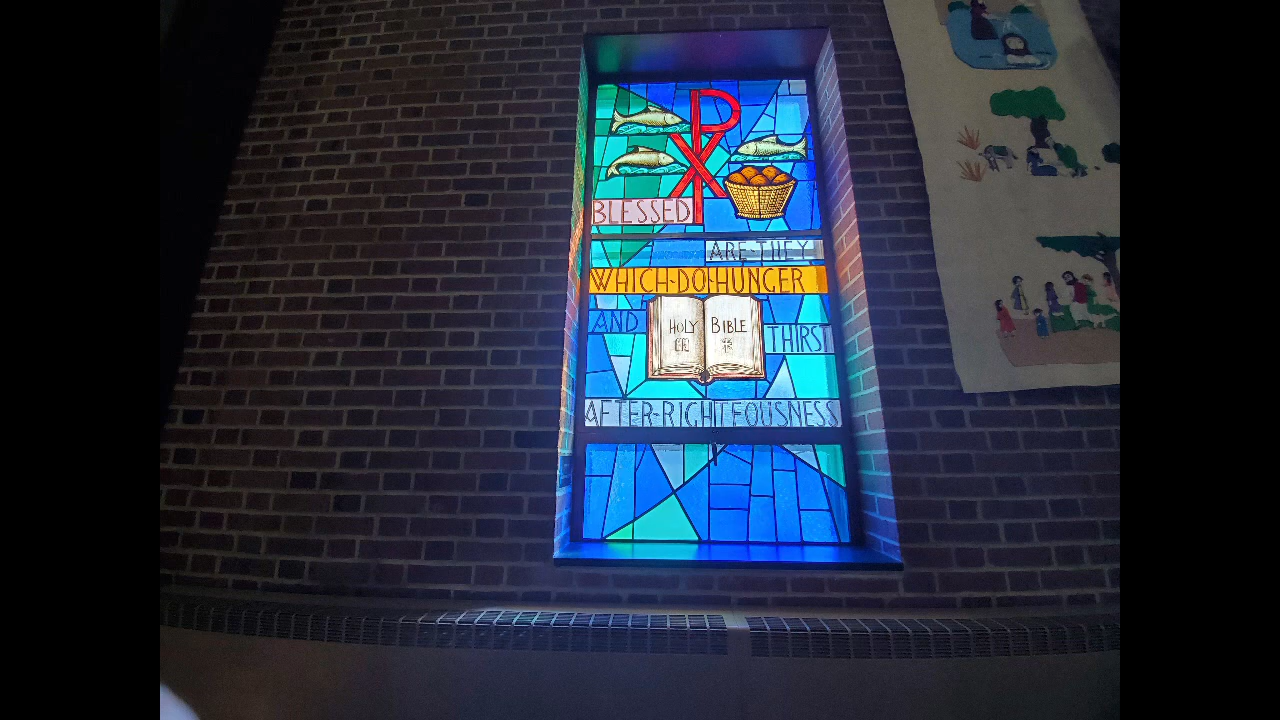 BLESSED
ARE THEY
WHICH-DO-HUNGER
AND
HOLY BIBLE
THIRST
AFTER-RIGHTEOUSNESS